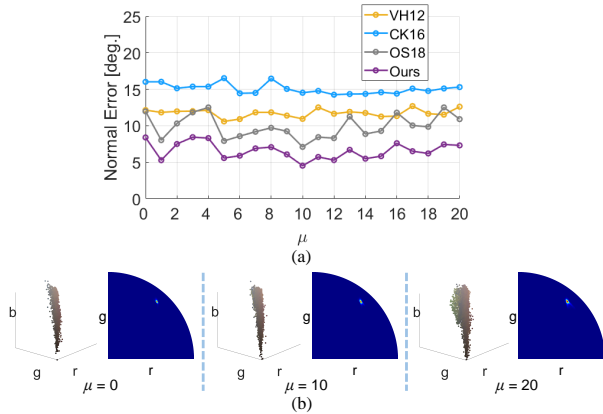 25
20
15
10
5
0
Normal Error [deg.]
VH12
CK16
OS18
Ours
0 2 4 6 8 10 12 14 16 18 20
μ
(a)
b
g
r
g
r
μ = 0
b
g
r
g
r
μ = 10
b
g
r
g
r
μ = 20
(b)